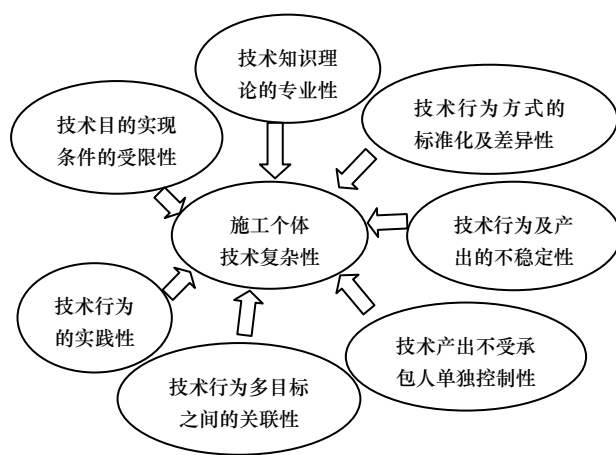 技术知识理
论的专业性
技术目的实现
条件的受限性
技术行为方式的
标准化及差异性
施工个体
技术复杂性
技术行为及产
出的不稳定性
技术行为
的实践性
技术产出不受承
包人单独控制性
技术行为多目标
之间的关联性